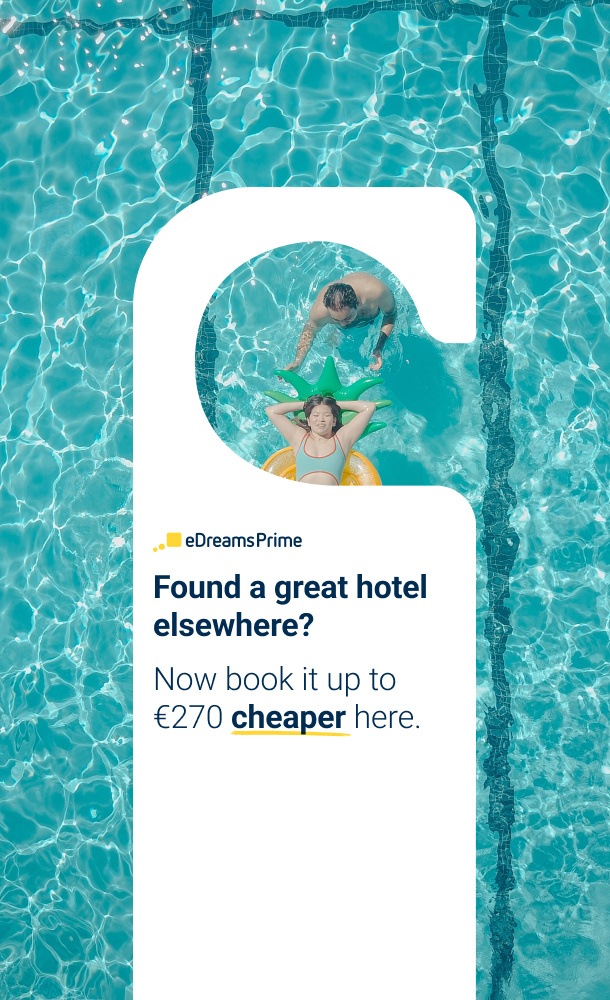 eDreamsPrime
Found a great hotel
elsewhere?
Now book it up to
€270 cheaper here.